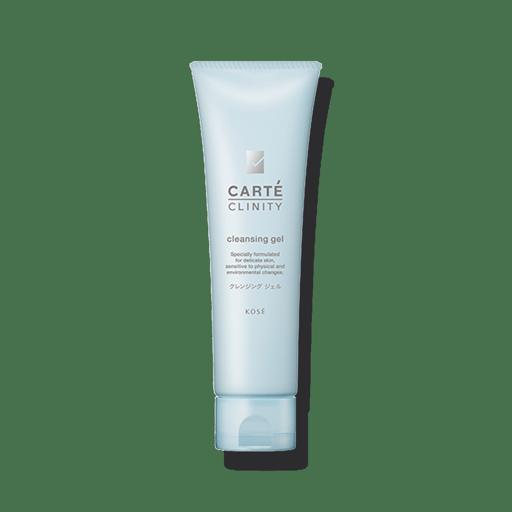 CARTÉ
CLINITY
cleansing gel
Specially formulated
for delicate skin,
sensitive to physical and
environmental changes.
クレンジング ジェル
KOSÉ